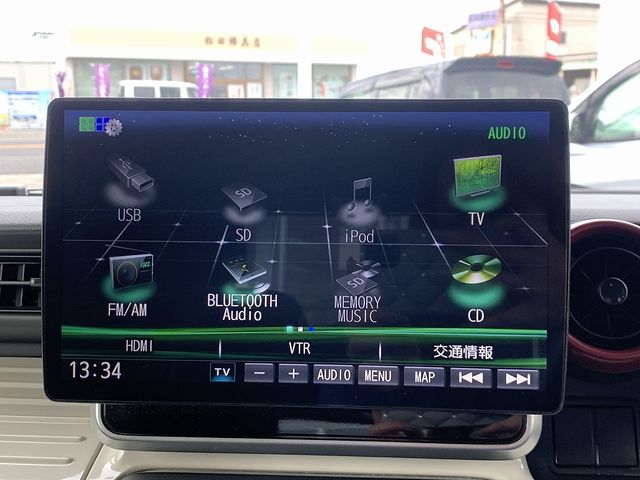 AUDIO
USB
SD
iPod
TV
FM/AM
BLUETOOTH
Audio
MEMORY
MUSIC
CD
HDMI
VTR
交通情報
13:34
TV － ＋ AUDIO MENU MAP